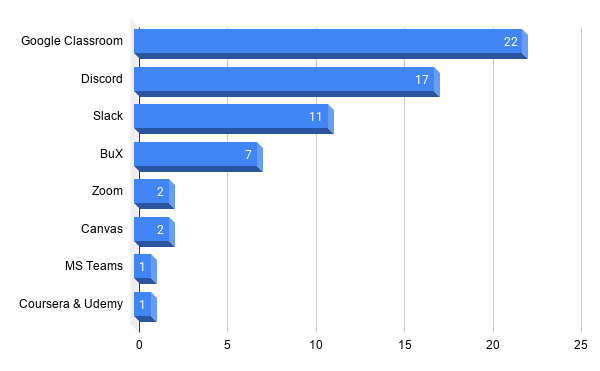 Google Classroom 22
Discord 17
Slack 11
BuX 7
Zoom 2
Canvas 2
MS Teams 1
Coursera & Udemy 1
0 5 10 15 20 25